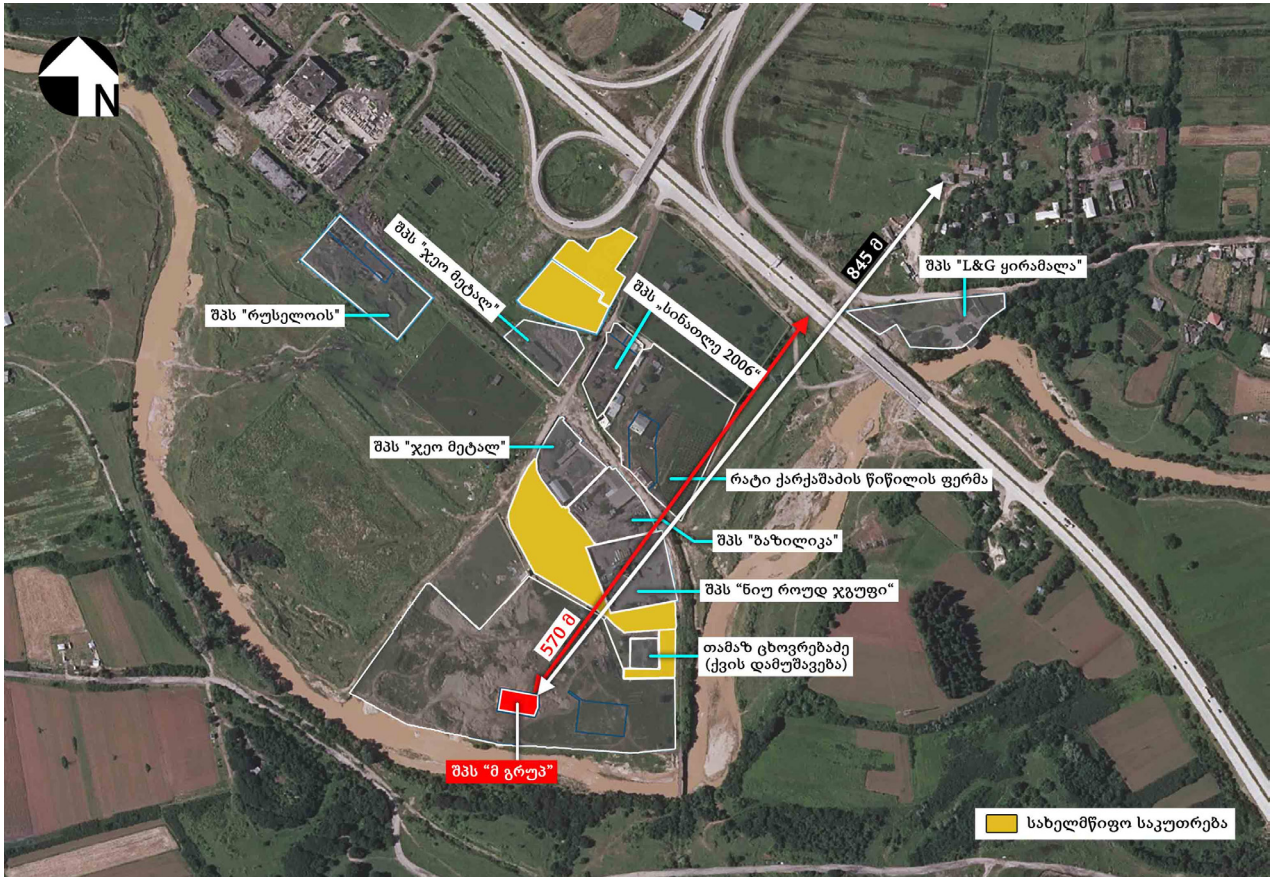 N
845 მ
შპს "L&G ყირამალა"
შპს "ჯეო მეტალ"
შპს „სინათლე 2006“
შპს "რუსელოის"
შპს "ჯეო მეტალ"
რატი ქარქაშაძის წიწილის ფერმა
შპს "ბაზილიკა"
შპს “ნიუ როუდ ჯგუფი“
570 მ
თამაზ ცხოვრებაძე
(ქვის დამუშავება)
შპს “მ გრუპ”
სახელმწიფო საკუთრება